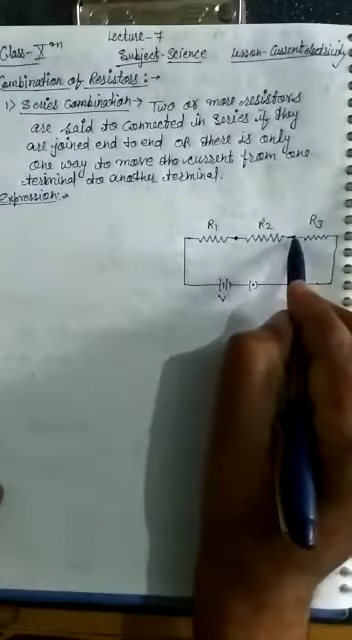 Lecture-7
Class-Xth Subject-Science Lesson-Current electricity
Combination of Resistors:→
1) Series Combination → Two or more resistors
are said to connected in Series if they
are joined end to end OR there is only
one way to move the current from one
terminal to another terminal.
Expression:→
R1 R2 R3
V